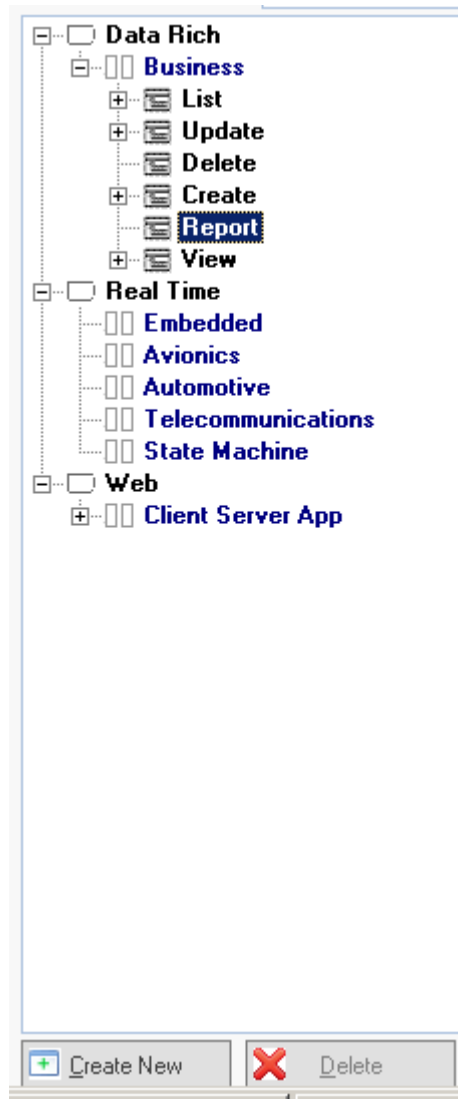 Data Rich
Business
List
Update
Delete
Create
Report
View
Real Time
Embedded
Avionics
Automotive
Telecommunications
State Machine
Web
Client Server App
Create New Delete